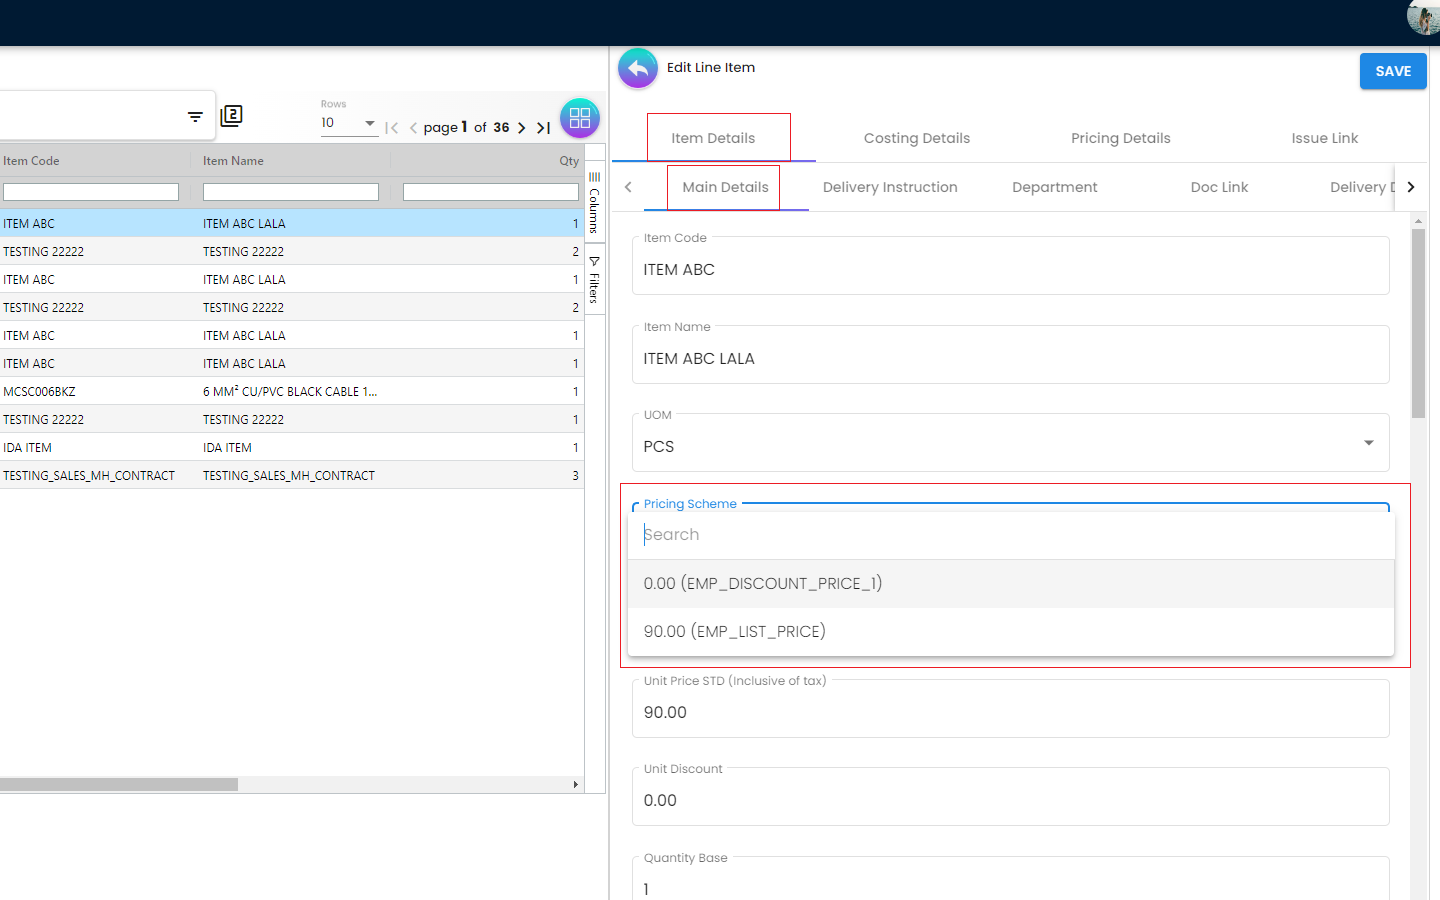 Edit Line Item
SAVE
2
Rows
10
page 1 of 36
Item Details
Costing Details
Pricing Details
Issue Link
Main Details
Delivery Instruction
Department
Doc Link
Delivery D
Item Code
Item Name
Qty
ITEM ABC
ITEM ABC LALA
1
TESTING 22222
TESTING 22222
2
ITEM ABC
ITEM ABC LALA
1
TESTING 22222
TESTING 22222
2
ITEM ABC
ITEM ABC LALA
1
ITEM ABC
ITEM ABC LALA
1
MCSC006BKZ
6 MM² CU/PVC BLACK CABLE 1...
1
TESTING 22222
TESTING 22222
1
IDA ITEM
IDA ITEM
1
TESTING_SALES_MH_CONTRACT
TESTING_SALES_MH_CONTRACT
3
Columns
Filters
Item Code
ITEM ABC
Item Name
ITEM ABC LALA
UOM
PCS
Pricing Scheme
Search
0.00 (EMP_DISCOUNT_PRICE_1)
90.00 (EMP_LIST_PRICE)
Unit Price STD (Inclusive of tax)
90.00
Unit Discount
0.00
Quantity Base
1